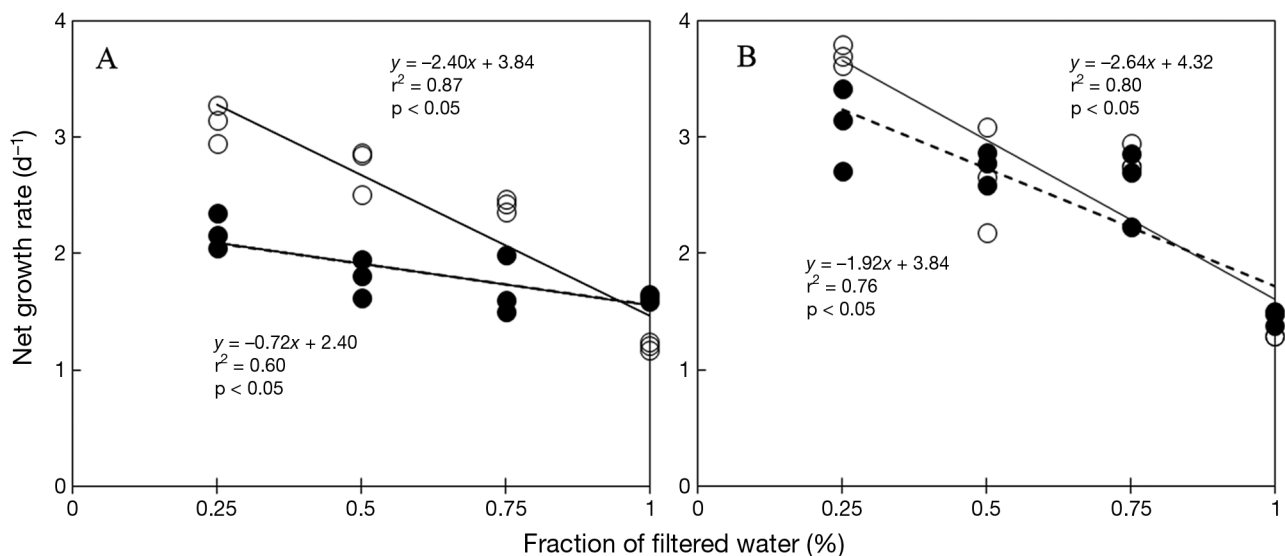 A
y = –2.40x + 3.84
r² = 0.87
p < 0.05
y = –0.72x + 2.40
r² = 0.60
p < 0.05
4
3
2
1
0
0
0.25
0.5
0.75
1
B
y = –2.64x + 4.32
r² = 0.80
p < 0.05
y = –1.92x + 3.84
r² = 0.76
p < 0.05
4
3
2
1
0
0
0.25
0.5
0.75
1
Net growth rate (d⁻¹)
Fraction of filtered water (%)